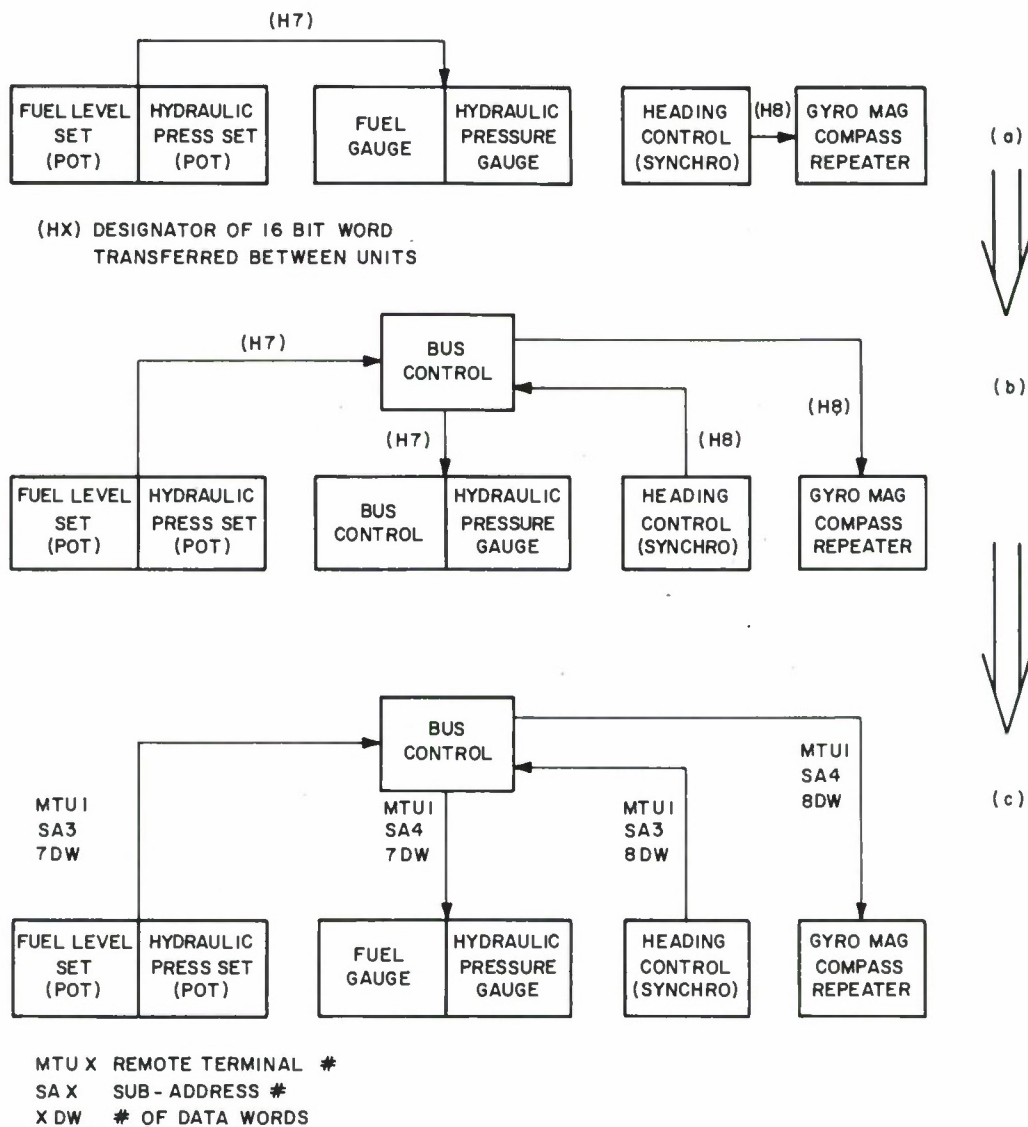 (H7)
FUEL LEVEL
SET
(POT)
HYDRAULIC
PRESS SET
(POT)
FUEL
GAUGE
HYDRAULIC
PRESSURE
GAUGE
HEADING
CONTROL
(SYNCHRO)
(H8)
GYRO MAG
COMPASS
REPEATER
(a)
(HX) DESIGNATOR OF 16 BIT WORD
TRANSFERRED BETWEEN UNITS
(H7)
BUS
CONTROL
(H7)
(H8)
(H8)
(b)
FUEL LEVEL
SET
(POT)
HYDRAULIC
PRESS SET
(POT)
BUS
CONTROL
HYDRAULIC
PRESSURE
GAUGE
HEADING
CONTROL
(SYNCHRO)
GYRO MAG
COMPASS
REPEATER
BUS
CONTROL
MTU1
SA3
7DW
MTU1
SA4
7DW
MTU1
SA3
8DW
MTU1
SA4
8DW
(c)
FUEL LEVEL
SET
(POT)
HYDRAULIC
PRESS SET
(POT)
FUEL
GAUGE
HYDRAULIC
PRESSURE
GAUGE
HEADING
CONTROL
(SYNCHRO)
GYRO MAG
COMPASS
REPEATER
MTU X REMOTE TERMINAL #
SA X SUB-ADDRESS #
X DW # OF DATA WORDS